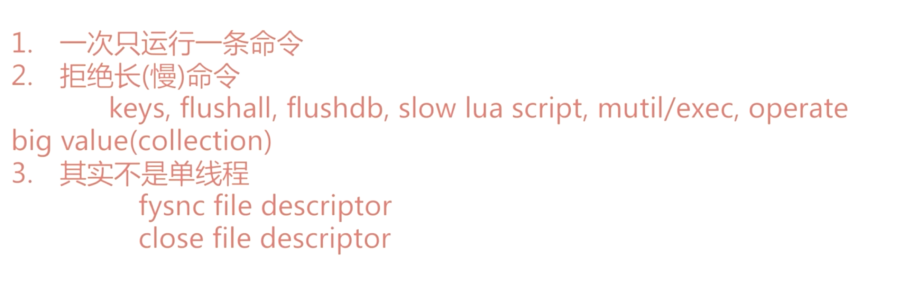 1. 一次只运行一条命令
2. 拒绝长(慢)命令
keys, flushall, flushdb, slow lua script, mutil/exec, operate
big value(collection)
3. 其实不是单线程
fysnc file descriptor
close file descriptor